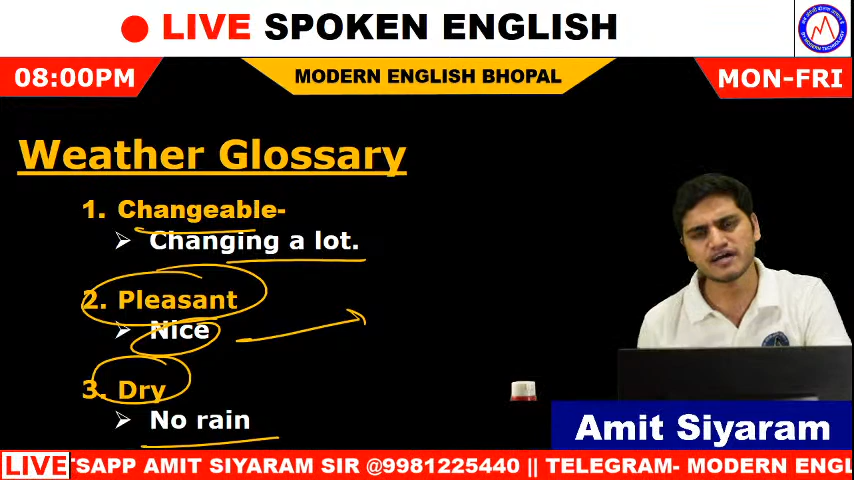 LIVE SPOKEN ENGLISH
08:00PM
MODERN ENGLISH BHOPAL
MON-FRI
Weather Glossary
1. Changeable-
Changing a lot.
2. Pleasant
Nice
3. Dry
No rain
Amit Siyaram
LIVE
TSAPP AMIT SIYARAM SIR @9981225440 || TELEGRAM- MODERN ENGL